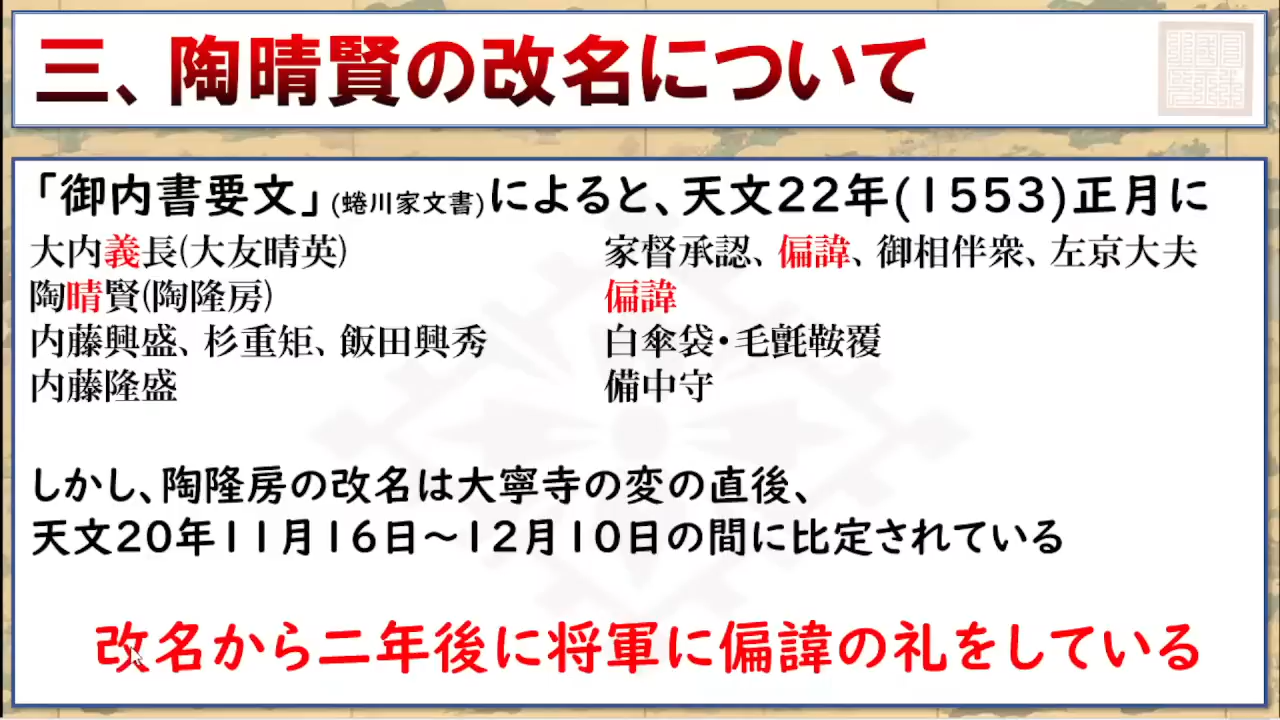 三、陶晴賢の改名について
「御内書要文」(蜷川家文書)によると、天文22年(1553)正月に
大内義長(大友晴英) 家督承認、偏諱、御相伴衆、左京大夫
陶晴賢(陶隆房) 偏諱
内藤興盛、杉重矩、飯田興秀 白傘袋・毛氈鞍覆
内藤隆盛 備中守
しかし、陶隆房の改名は大寧寺の変の直後、
天文20年11月16日～12月10日の間に比定されている
改名から二年後に将軍に偏諱の礼をしている